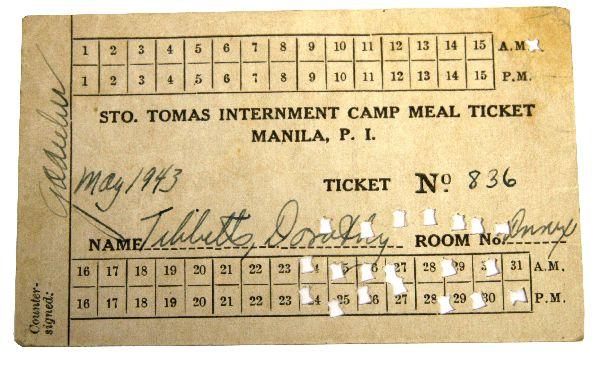 1 2 3 4 5 6 7 8 9 10 11 12 13 14 15 A.M.
1 2 3 4 5 6 7 8 9 10 11 12 13 14 15 P.M.
STO. TOMAS INTERNMENT CAMP MEAL TICKET
MANILA, P. I.
May 1943
TICKET No 836
NAME Tibbetts, Dorothy ROOM No. Annex
16 17 18 19 20 21 22 23 24 25 26 27 28 29 31 A.M.
16 17 18 19 20 21 22 23 24 25 26 27 28 29 30 P.M.
Counter-
signed: